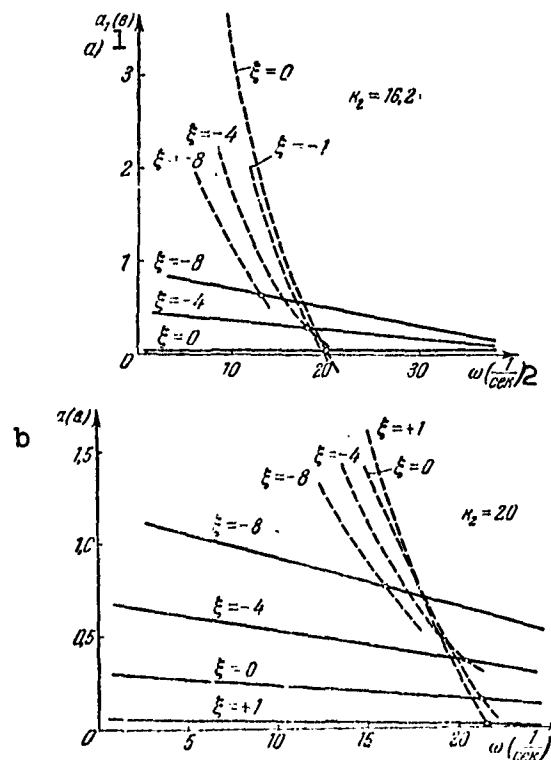 a₁(в)
a) 1
3
ξ=0
к₂=16,2
ξ=-4
ξ=-1
ξ=-8
2
1
ξ=-8
ξ=-4
ξ=0
0
10
20
30
ω(1/сек)2
b
1,5
ξ=+1
ξ=-4
ξ=0
ξ=-8
к₂=20
ξ=-8
1,0
ξ=-4
0,5
ξ=0
ξ=+1
0
5
10
15
20
ω(1/сек)